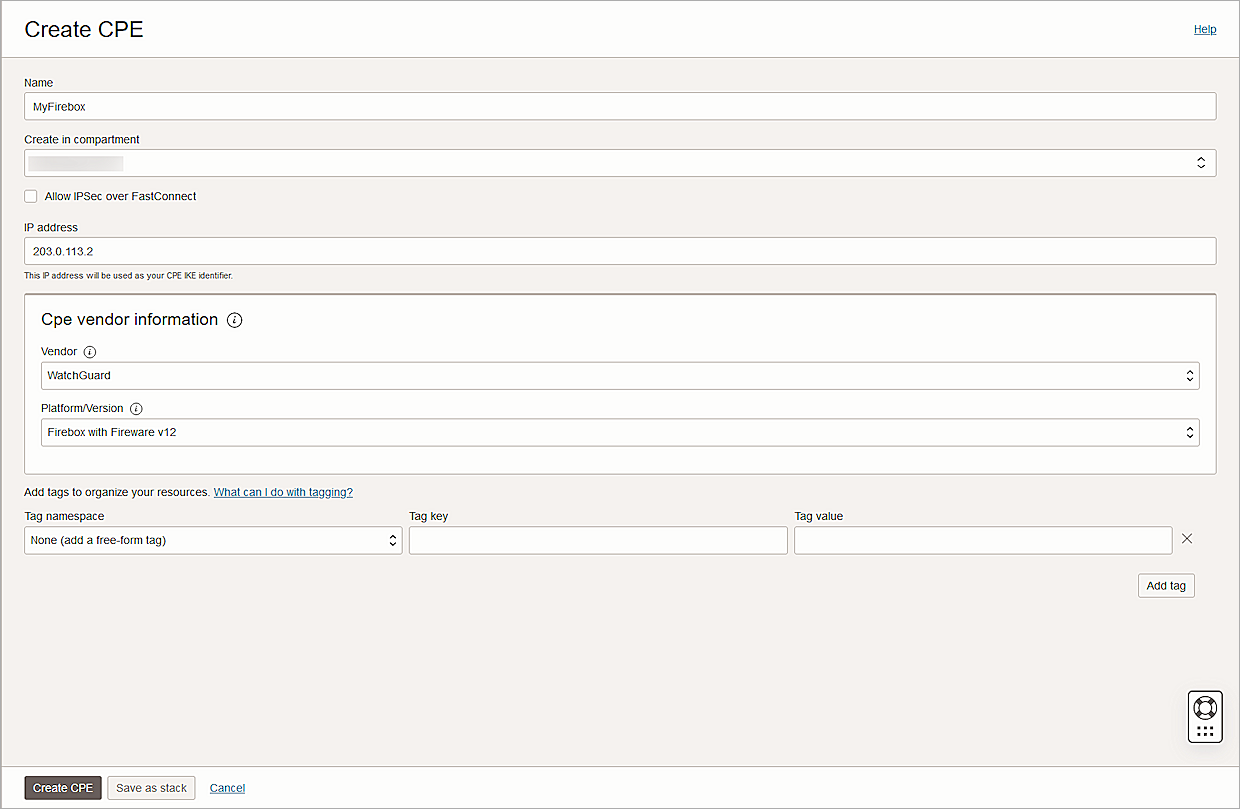 Create CPE
Help
Name
MyFirebox
Create in compartment
Allow IPSec over FastConnect
IP address
203.0.113.2
This IP address will be used as your CPE IKE identifier.
Cpe vendor information
Vendor
WatchGuard
Platform/Version
Firebox with Fireware v12
Add tags to organize your resources. What can I do with tagging?
Tag namespace Tag key Tag value
None (add a free-form tag)
Add tag
Create CPE Save as stack Cancel